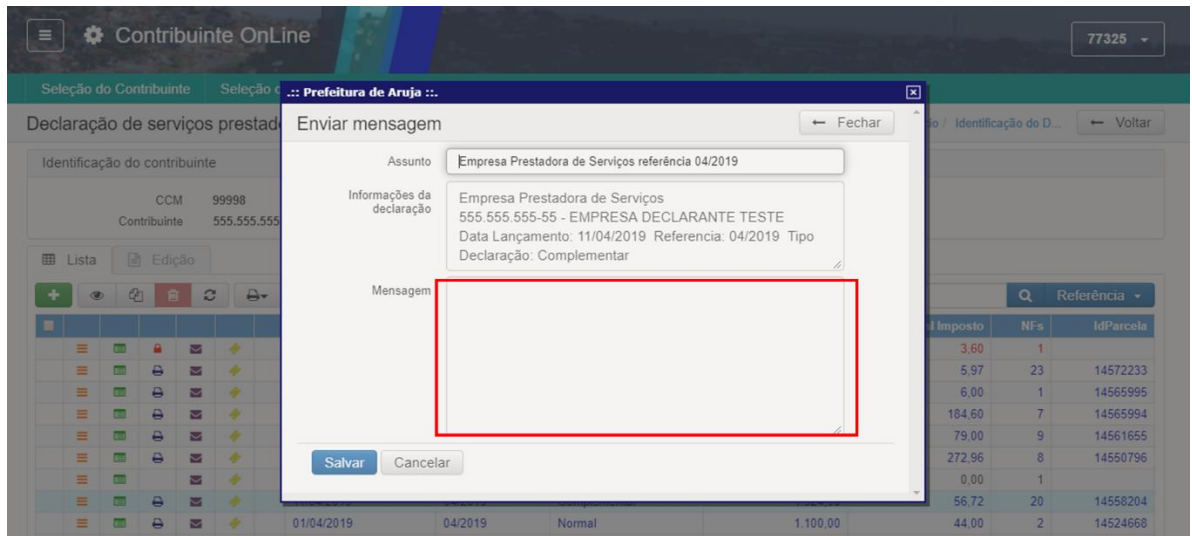 Contribuinte OnLine
77325
Seleção do Contribuinte Seleção
.:: Prefeitura de Aruja ::.
Declaração de serviços prestad
Enviar mensagem
← Fechar
Identificação do D...
← Voltar
Identificação do contribuinte
Assunto
Empresa Prestadora de Serviços referência 04/2019
CCM 99998
Contribuinte 555.555.555
Informações da
declaração
Empresa Prestadora de Serviços
555.555.555-55 - EMPRESA DECLARANTE TESTE
Data Lançamento: 11/04/2019 Referencia: 04/2019 Tipo
Declaração: Complementar
Lista Edição
Mensagem
Referência
Imposto NFs IdParcela
3,60 1
5,97 23 14572233
6,00 1 14565995
184,60 7 14565994
79,00 9 14561655
272,96 8 14550796
0,00 1
56,72 20 14558204
Salvar Cancelar
01/04/2019 04/2019 Normal 1.100,00 44,00 2 14524668